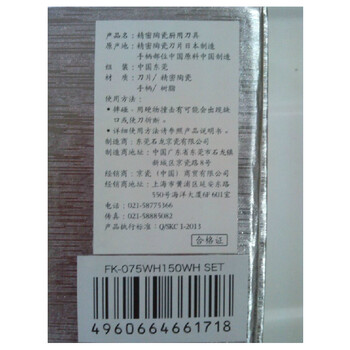 产品名：精密陶瓷厨用刀具
原产地：精密陶瓷刀片日本制造
手柄部位中国原料中国制造
组装：中国东莞
材质：刀片/精密陶瓷
手柄/树脂
使用方法：
•碎碰、用硬物撞击有可能会出现缺
口或使刀折断。
•详细使用方法请参照产品说明书。
制造商：东莞石龙京瓷有限公司
制造商地址：中国广东省东莞市石龙镇
新城区京瓷路8号
经销商：京瓷（中国）商贸有限公司
经销商地址：上海市黄浦区延安东路
550号海洋大厦15F 601室
电话：021-58775366
传真：021-58885082
产品执行标准：Q/SKC 1-2013
合格证
FK-075WH150WH SET
4960664661718